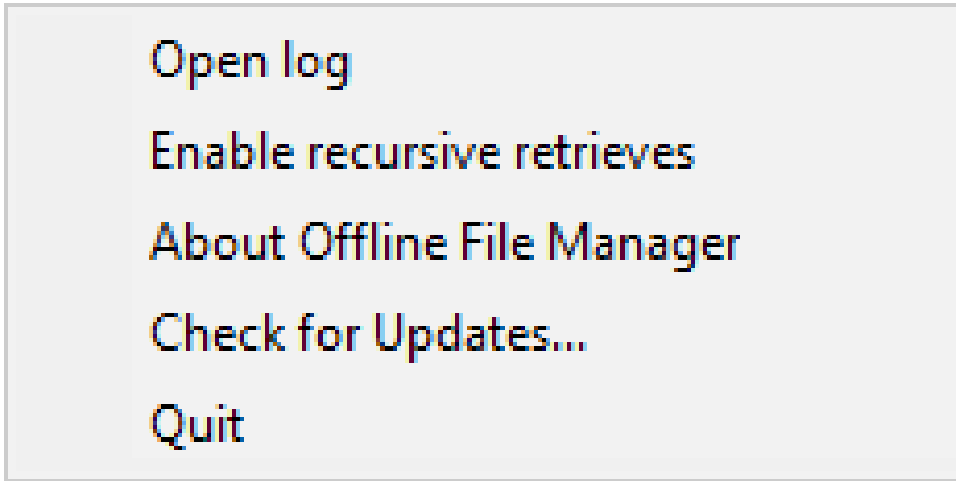 Open log
Enable recursive retrieves
About Offline File Manager
Check for Updates...
Quit